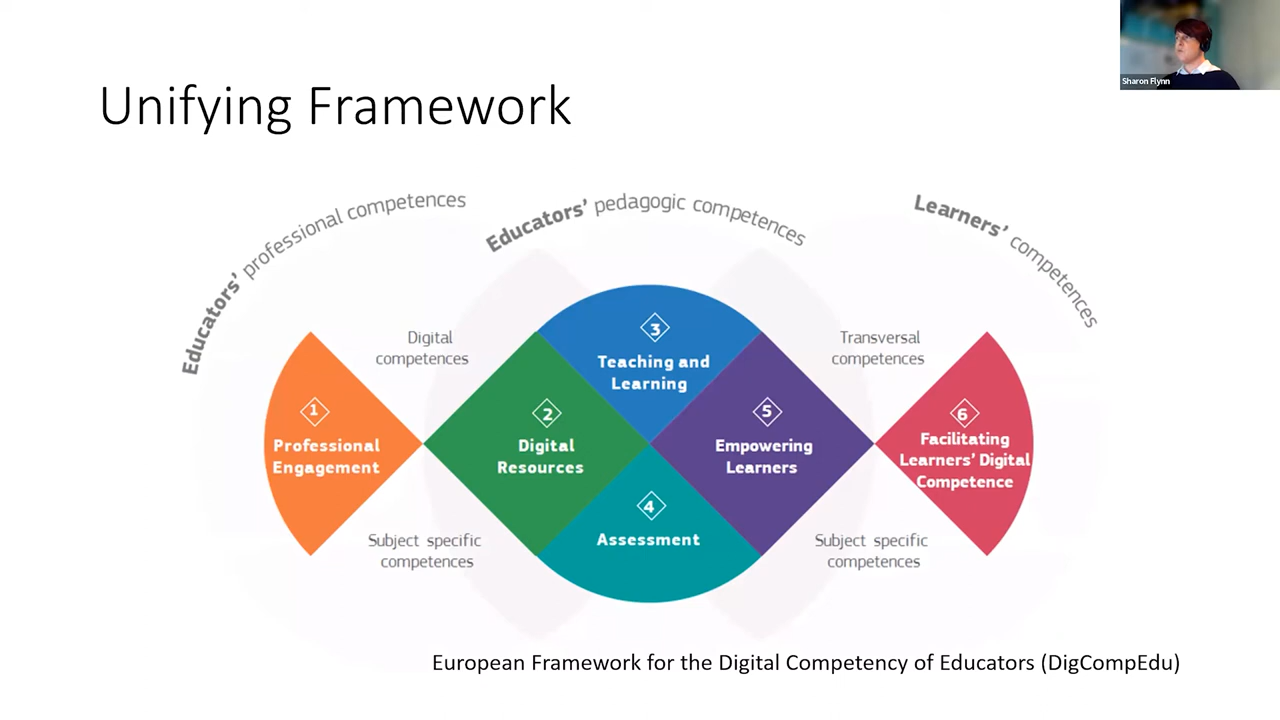 Sharon Flynn
Unifying Framework
Educators' professional competences
Educators' pedagogic competences
Learners' competences
Digital
competences
Transversal
competences
1
Professional
Engagement
2
Digital
Resources
3
Teaching and
Learning
4
Assessment
5
Empowering
Learners
6
Facilitating
Learners' Digital
Competence
Subject specific
competences
Subject specific
competences
European Framework for the Digital Competency of Educators (DigCompEdu)